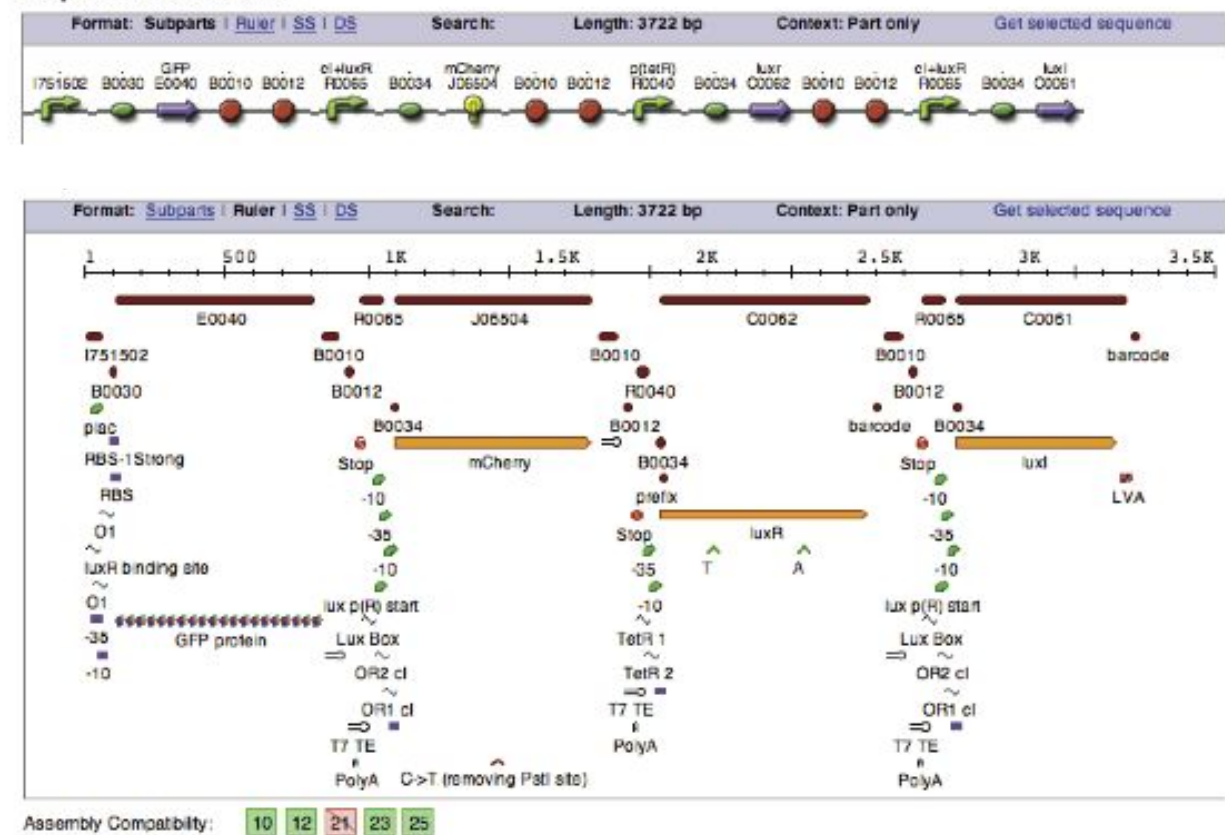 Format: Subparts | Ruler | SS | DS Search: Length: 3722 bp Context: Part only Get selected sequence
GFP cI+luxR mCherry p(tetR) luxr cI+luxR
I751502 B0030 E0040 B0010 B0012 R0065 B0034 J06504 B0010 B0012 R0040 B0034 C0062 B0010 B0012 R0065 B0034 C0061
Format: Subparts | Ruler | SS | DS Search: Length: 3722 bp Context: Part only Get selected sequence
1 500 1K 1.5K 2K 2.5K 3K 3.5K
E0040 R0065 J06504 C0062 R0065 C0061
I751502 B0010 B0010 B0010 barcode
B0030 B0012 R0040 B0012
plac B0034 B0012 barcode B0034
RBS-1Strong Stop mCherry B0034 Stop luxI
RBS -10 prefix -10 LVA
O1 -35 Stop luxR -35
luxR binding site -10 -35 T A -10
O1 lux p(R) start -10 lux p(R) start
-35 GFP protein Lux Box TetR 1 Lux Box
-10 OR2 cI TetR 2 OR2 cI
OR1 cI T7 TE OR1 cI
T7 TE PolyA T7 TE
PolyA C->T (removing PstI site) PolyA
Assembly Compatibility: 10 12 21 23 25